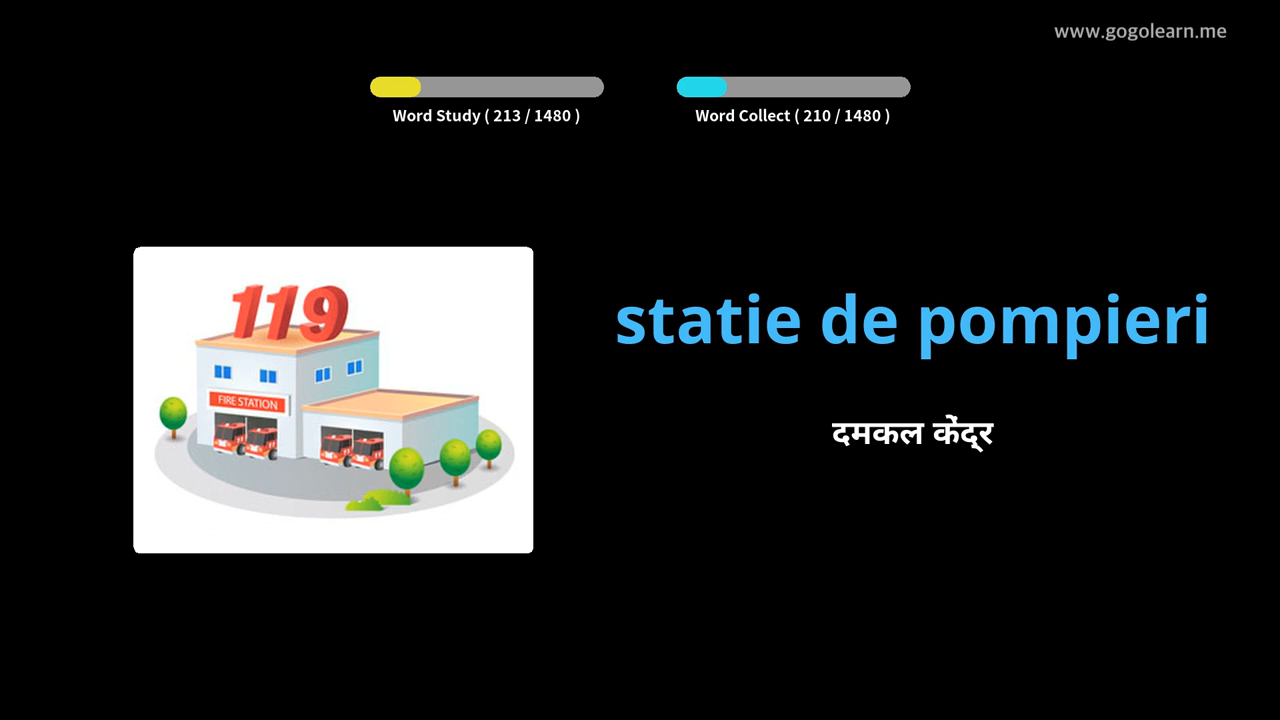 www.gogolearn.me
Word Study ( 213 / 1480 )
Word Collect ( 210 / 1480 )
119
FIRE STATION
statie de pompieri
दमकल केंद्र